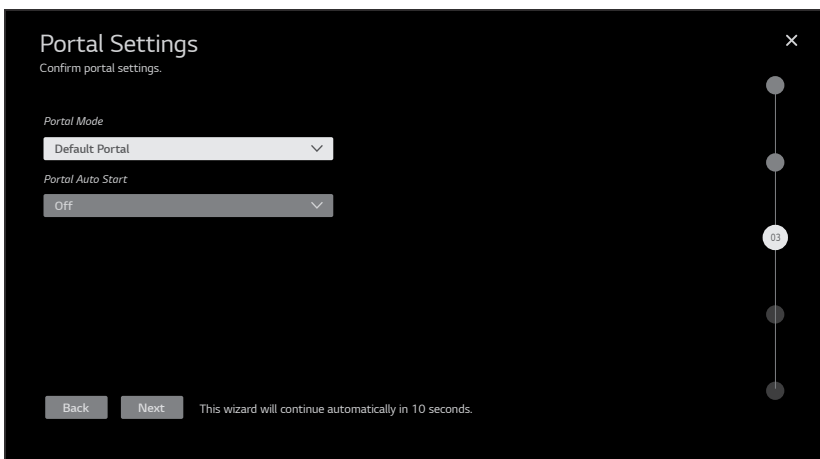 Portal Settings
Confirm portal settings.
Portal Mode
Default Portal
Portal Auto Start
Off
03
Back
Next
This wizard will continue automatically in 10 seconds.